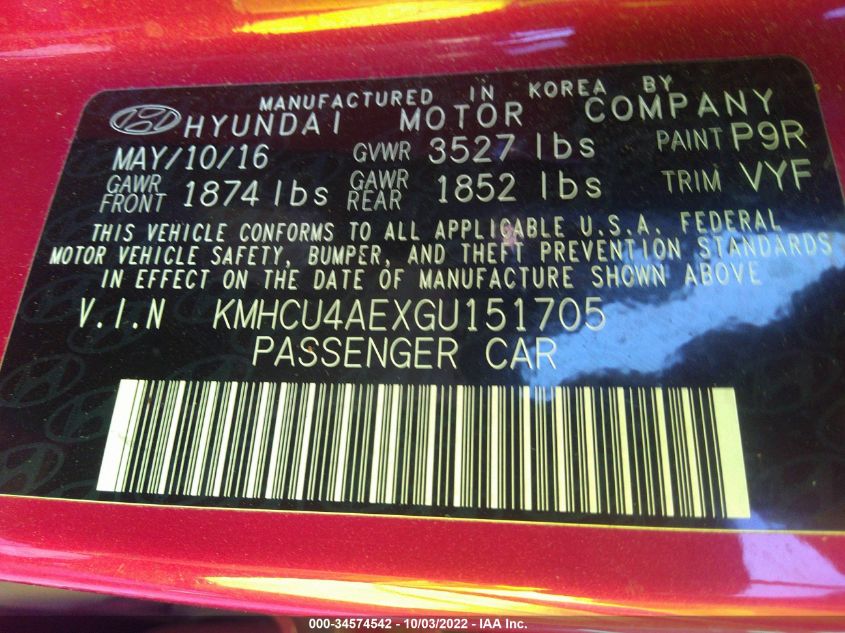 MANUFACTURED IN KOREA BY
HYUNDAI MOTOR COMPANY
MAY/10/16 GVWR 3527 lbs PAINT P9R
GAWR FRONT 1874 lbs GAWR REAR 1852 lbs TRIM VYF
THIS VEHICLE CONFORMS TO ALL APPLICABLE U.S.A. FEDERAL
MOTOR VEHICLE SAFETY, BUMPER, AND THEFT PREVENTION STANDARDS
IN EFFECT ON THE DATE OF MANUFACTURE SHOWN ABOVE
V.I.N KMHCU4AEXGU151705
PASSENGER CAR
000-34574542 - 10/03/2022 - IAA Inc.